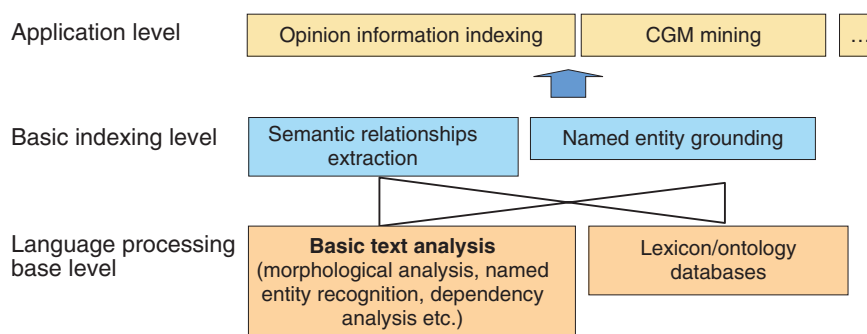 Application level
Opinion information indexing
CGM mining
...
Basic indexing level
Semantic relationships
extraction
Named entity grounding
Language processing
base level
Basic text analysis
(morphological analysis, named
entity recognition, dependency
analysis etc.)
Lexicon/ontology
databases